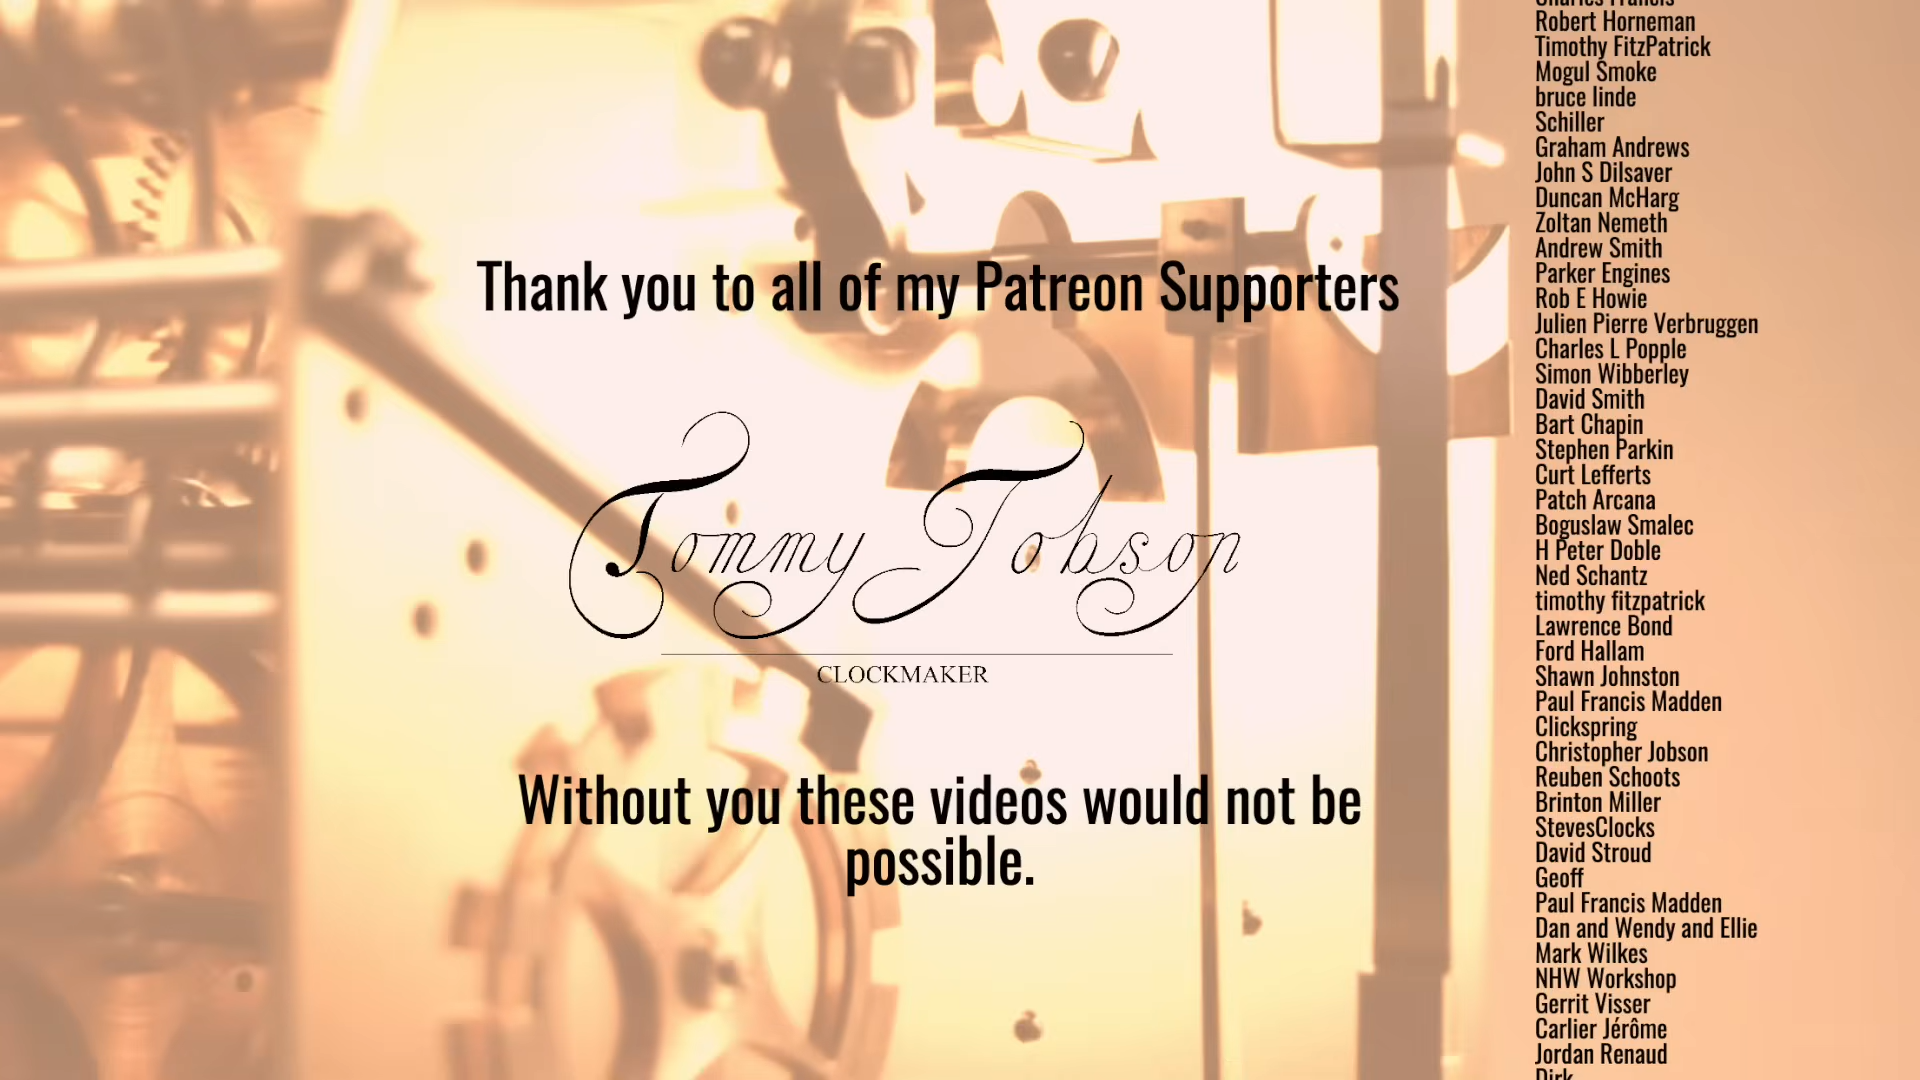 Thank you to all of my Patreon Supporters
Tommy Jobson
CLOCKMAKER
Without you these videos would not be
possible.
Charles Francis
Robert Horneman
Timothy FitzPatrick
Mogul Smoke
bruce linde
Schiller
Graham Andrews
John S Dilsaver
Duncan McHarg
Zoltan Nemeth
Andrew Smith
Parker Engines
Rob E Howie
Julien Pierre Verbruggen
Charles L Popple
Simon Wibberley
David Smith
Bart Chapin
Stephen Parkin
Curt Lefferts
Patch Arcana
Boguslaw Smalec
H Peter Doble
Ned Schantz
timothy fitzpatrick
Lawrence Bond
Ford Hallam
Shawn Johnston
Paul Francis Madden
Clickspring
Christopher Jobson
Reuben Schoots
Brinton Miller
StevesClocks
David Stroud
Geoff
Paul Francis Madden
Dan and Wendy and Ellie
Mark Wilkes
NHW Workshop
Gerrit Visser
Carlier Jérôme
Jordan Renaud
Dirk